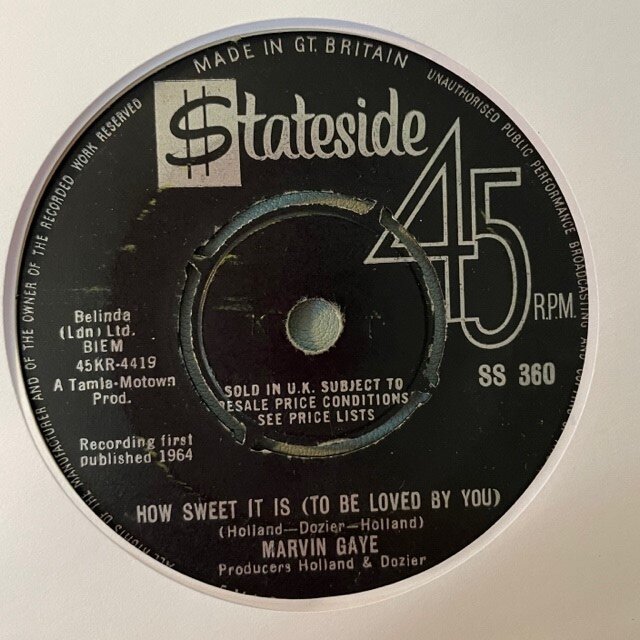 MADE IN GT. BRITAIN
UNAUTHORISED PUBLIC PERFORMANCE BROADCASTING AND
ALL RIGHTS OF THE MANUFACTURER AND OF THE OWNER OF THE RECORDED WORK RESERVED
$tateside
45
R.P.M.
Belinda
(Ldn) Ltd.
BIEM
45KR-4419
A Tamla-Motown
Prod.
SS 360
SOLD IN U.K. SUBJECT TO
RESALE PRICE CONDITIONS
SEE PRICE LISTS
Recording first
published 1964
HOW SWEET IT IS (TO BE LOVED BY YOU)
(Holland—Dozier—Holland)
MARVIN GAYE
Producers Holland & Dozier